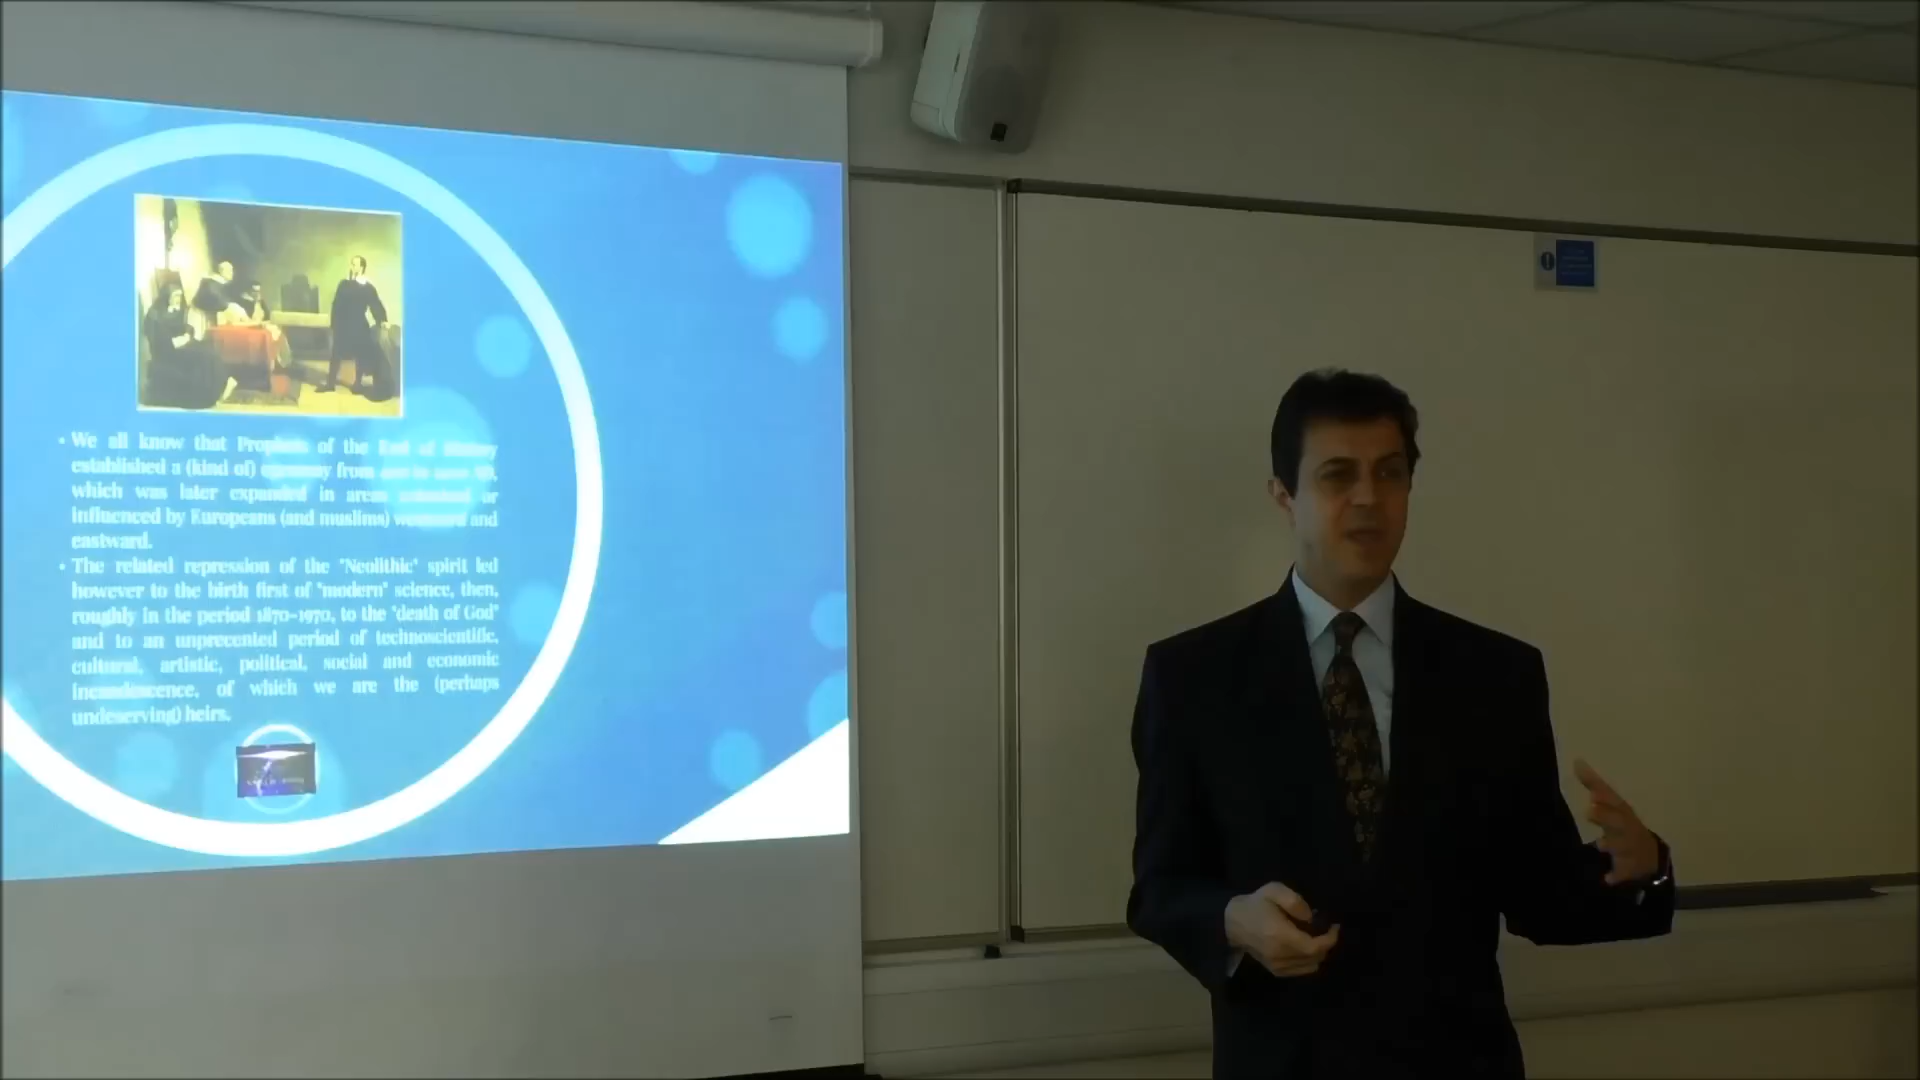 • We all know that Prophets of the End of History
established a (kind of) from
which was later expanded in areas or
influenced by Europeans (and muslims) and
eastward.
• The related repression of the "Neolithic" spirit led
however to the birth first of "modern" science, then,
roughly in the period 1870-1970, to the "death of God"
and to an unprecented period of technoscientific,
cultural, artistic, political, social and economic
incandescence, of which we are the (perhaps
undeserving) heirs.